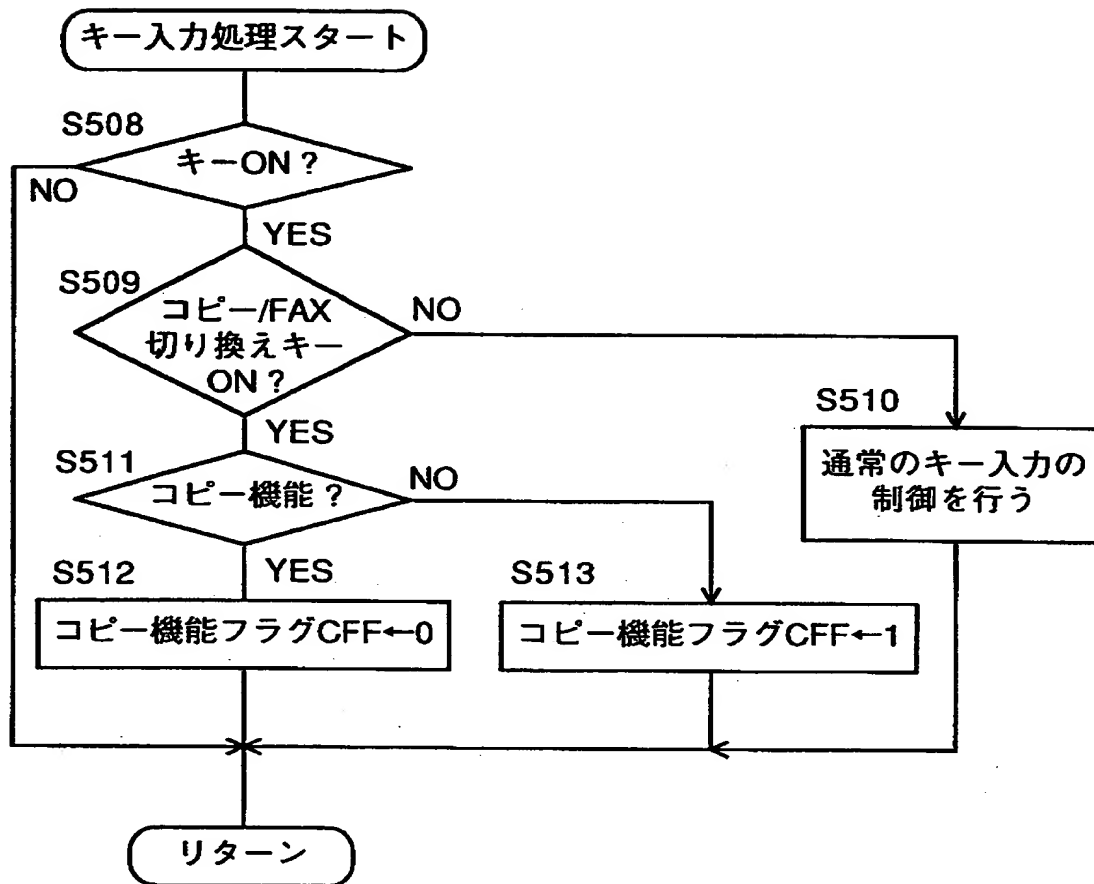 キー入力処理スタート
S508
キーON？
NO
YES
S509
コピー/FAX
切り換えキー
ON？
NO
YES
S510
通常のキー入力の
制御を行う
S511
コピー機能？
NO
YES
S512
コピー機能フラグCFF←0
S513
コピー機能フラグCFF←1
リターン